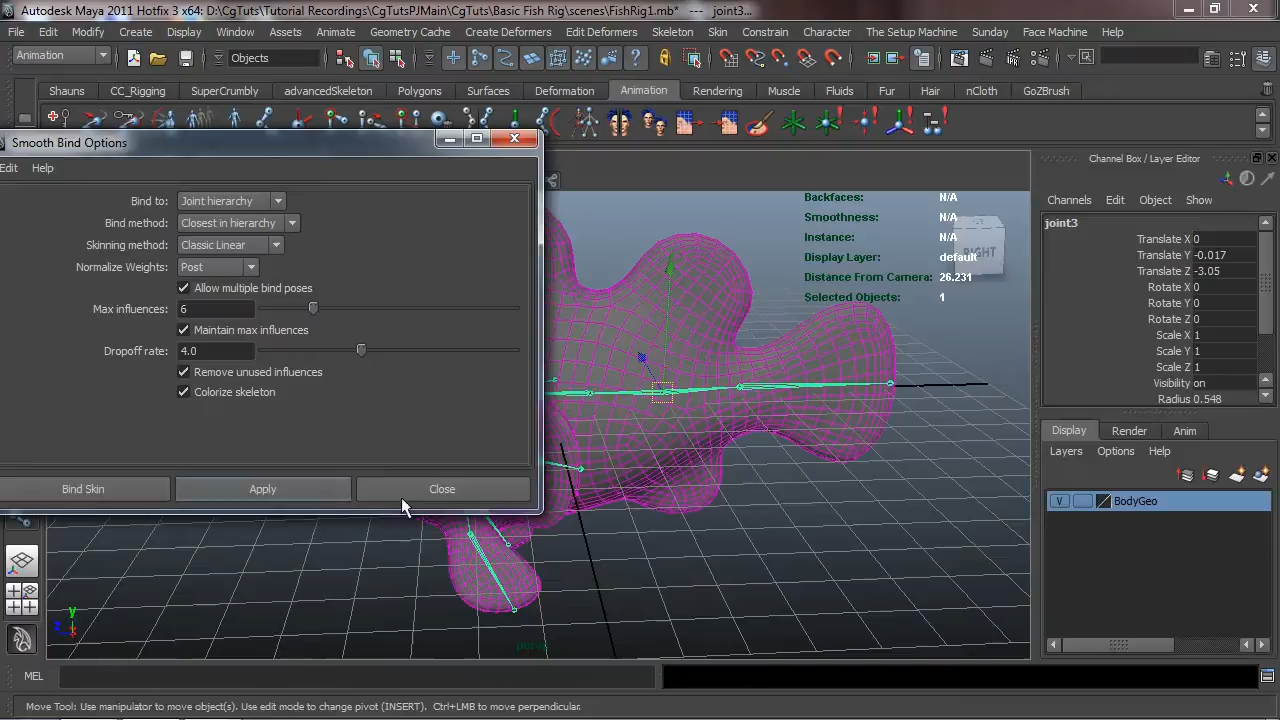 Autodesk Maya 2011 Hotfix 3 x64: D:\CgTuts\Tutorial Recordings\CgTutsPJMain\CgTuts\Basic Fish Rig\scenes\FishRig1.mb* --- joint3...
File Edit Modify Create Display Window Assets Animate Geometry Cache Create Deformers Edit Deformers Skeleton Skin Constrain Character The Setup Machine Sunday Face Machine Help
Animation Objects
Shauns CC_Rigging SuperCrumbly advancedSkeleton Polygons Surfaces Deformation Animation Rendering Muscle Fluids Fur Hair nCloth GoZBrush
Smooth Bind Options
Edit Help
Bind to: Joint hierarchy
Bind method: Closest in hierarchy
Skinning method: Classic Linear
Normalize Weights: Post
Allow multiple bind poses
Max influences: 6
Maintain max influences
Dropoff rate: 4.0
Remove unused influences
Colorize skeleton
Bind Skin Apply Close
Backfaces: N/A
Smoothness: N/A
Instance: N/A
Display Layer: default
Distance From Camera: 26.231
Selected Objects: 1
RIGHT
persp
y
z
x
Channel Box / Layer Editor
Channels Edit Object Show
joint3
Translate X 0
Translate Y -0.017
Translate Z -3.05
Rotate X 0
Rotate Y 0
Rotate Z 0
Scale X 1
Scale Y 1
Scale Z 1
Visibility on
Radius 0.548
Display Render Anim
Layers Options Help
V BodyGeo
MEL
Move Tool: Use manipulator to move object(s). Use edit mode to change pivot (INSERT). Ctrl+LMB to move perpendicular.